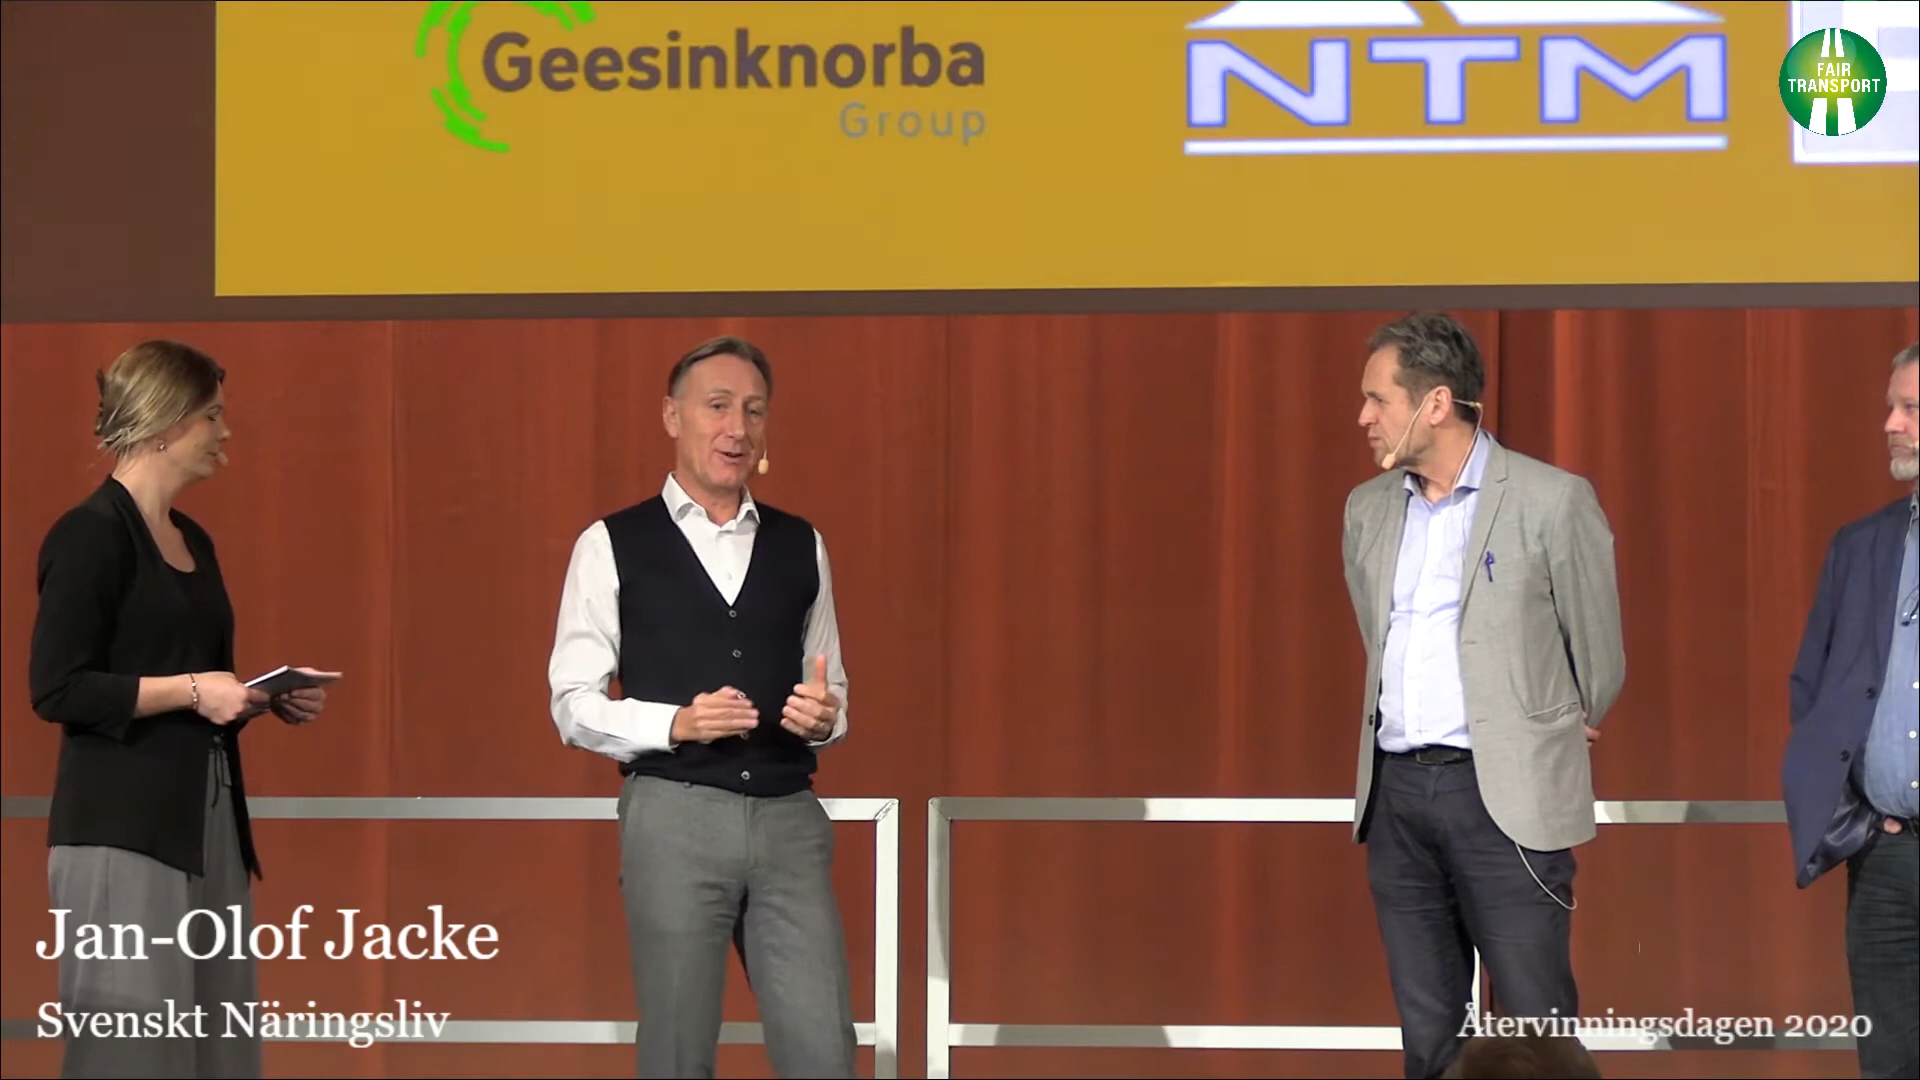 Geesinknorba
Group
NTM
FAIR
TRANSPORT
Jan-Olof Jacke
Svenskt Näringsliv
Återvinningsdagen 2020